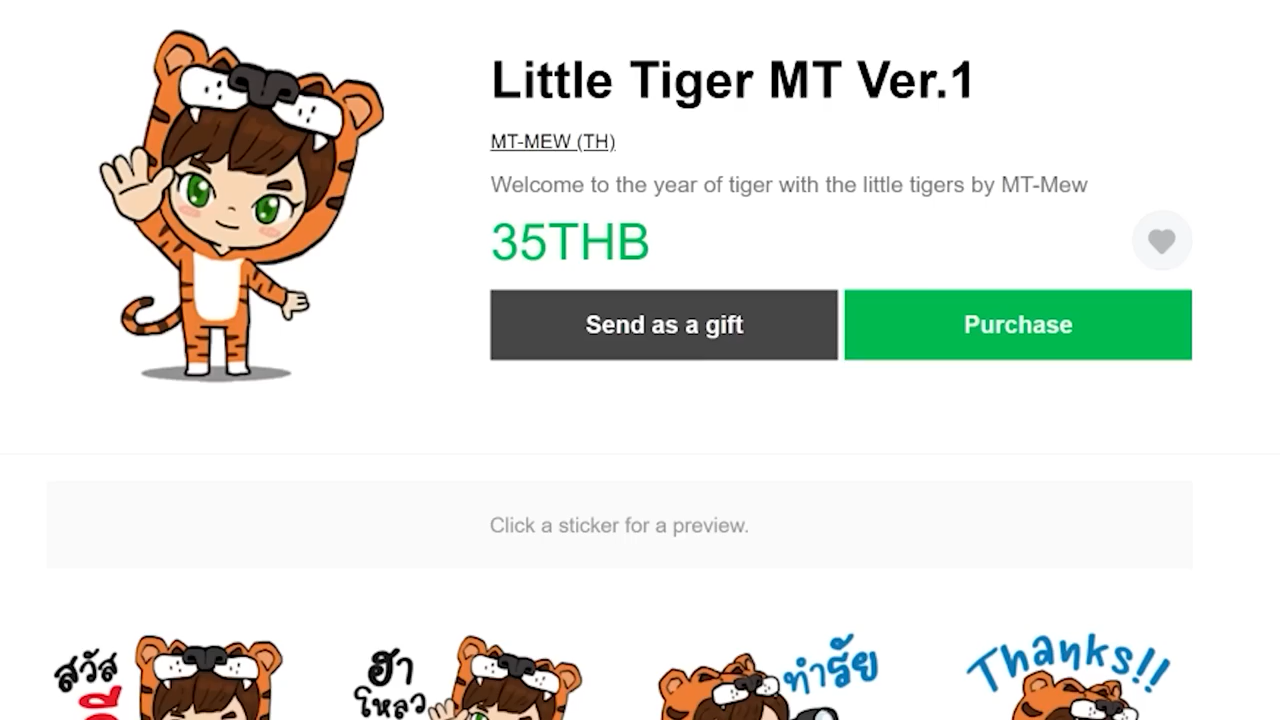 Little Tiger MT Ver.1
MT-MEW (TH)
Welcome to the year of tiger with the little tigers by MT-Mew
35THB
Send as a gift
Purchase
Click a sticker for a preview.
สวัส
ฮา
โหลว
ทำรัย
Thanks!!